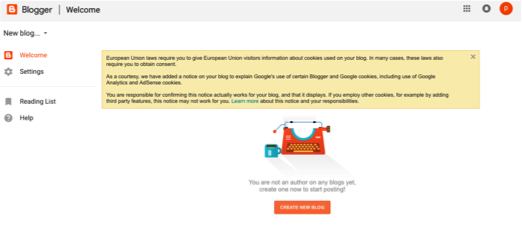 Blogger | Welcome
P
New blog...
Welcome
Settings
Reading List
Help
European Union laws require you to give European Union visitors information about cookies used on your blog. In many cases, these laws also
require you to obtain consent.
As a courtesy, we have added a notice on your blog to explain Google's use of certain Blogger and Google cookies, including use of Google
Analytics and AdSense cookies.
You are responsible for confirming this notice actually works for your blog, and that it displays. If you employ other cookies, for example by adding
third party features, this notice may not work for you. Learn more about this notice and your responsibilities.
You are not an author on any blogs yet,
create one now to start posting!
CREATE NEW BLOG